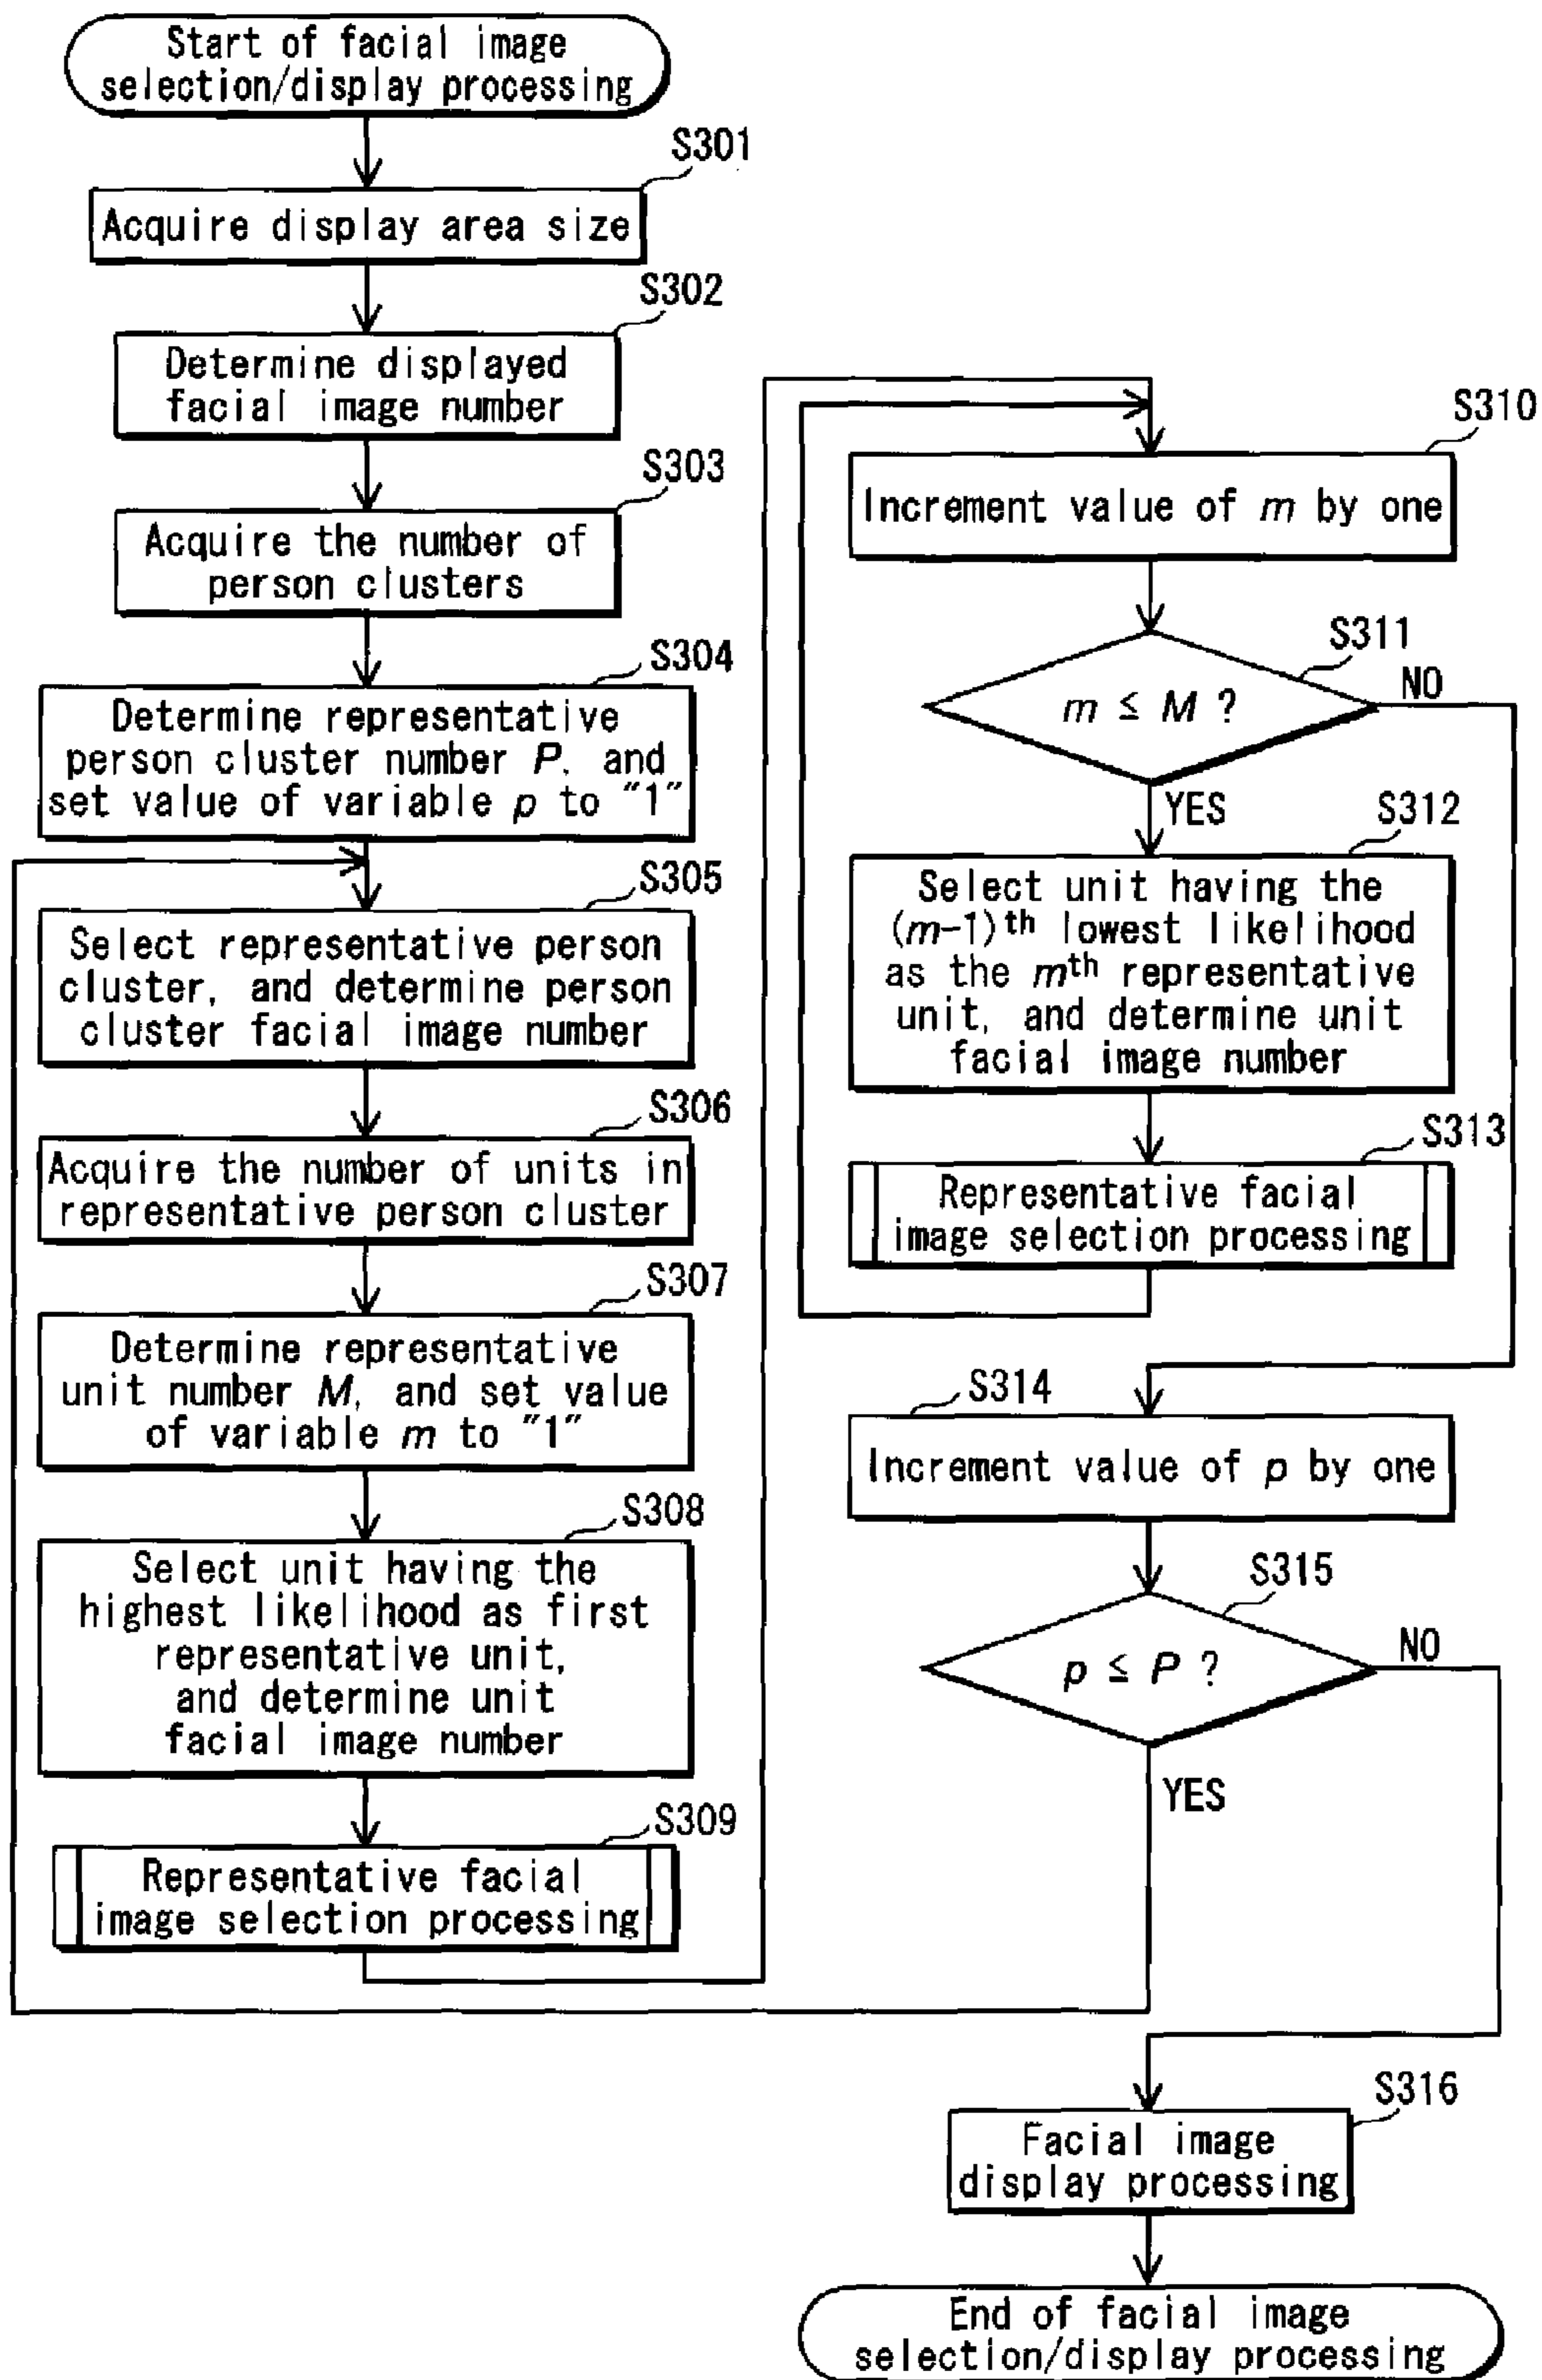 Start of facial image
selection/display processing
S301
Acquire display area size
S302
Determine displayed
facial image number
S303
Acquire the number of
person clusters
S304
Determine representative
person cluster number P, and
set value of variable p to "1"
S305
Select representative person
cluster, and determine person
cluster facial image number
S306
Acquire the number of units in
representative person cluster
S307
Determine representative
unit number M, and set value
of variable m to "1"
S308
Select unit having the
highest likelihood as first
representative unit,
and determine unit
facial image number
S309
Representative facial
image selection processing
S310
Increment value of m by one
S311
m ≤ M ?
NO
YES
S312
Select unit having the
(m-1)th lowest likelihood
as the mth representative
unit, and determine unit
facial image number
S313
Representative facial
image selection processing
S314
Increment value of p by one
S315
p ≤ P ?
NO
YES
S316
Facial image
display processing
End of facial image
selection/display processing